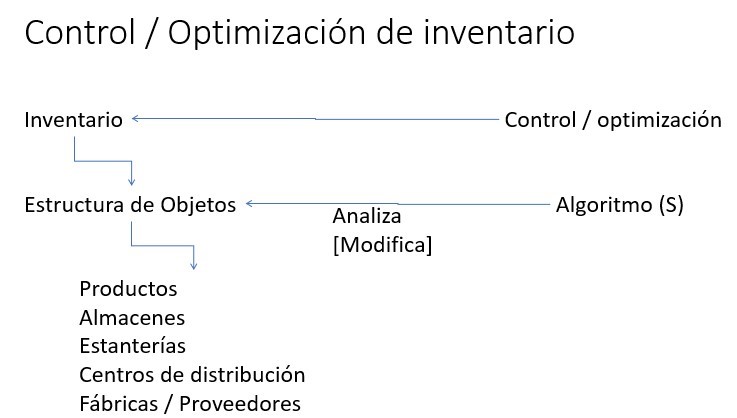 Control / Optimización de inventario
Inventario
Control / optimización
Estructura de Objetos
Analiza
[Modifica]
Algoritmo (S)
Productos
Almacenes
Estanterías
Centros de distribución
Fábricas / Proveedores